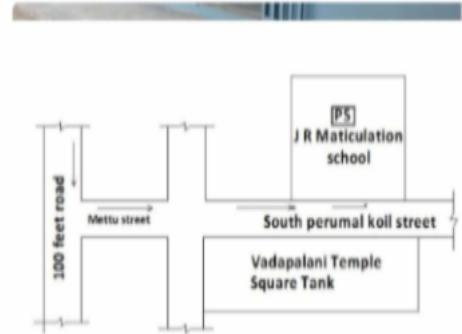 PS
J R Maticulation
school
100 feet road
Mettu street
South perumal koil street
Vadapalani Temple
Square Tank